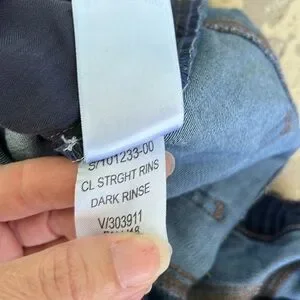 S/101233-00
CL STRGHT RINS
DARK RINSE
V/303911